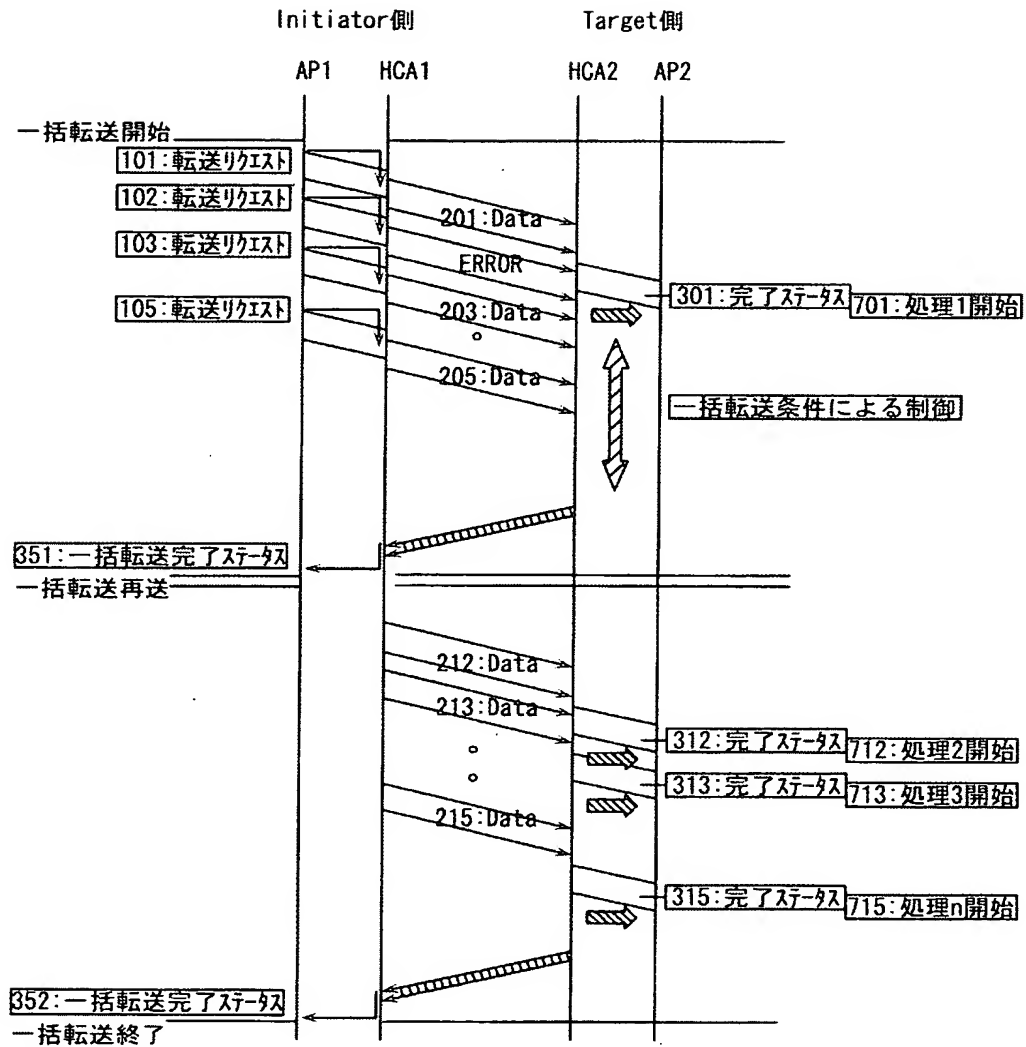 Initiator側 Target側
AP1 HCA1 HCA2 AP2
一括転送開始
101:転送リクエスト
102:転送リクエスト
201:Data
103:転送リクエスト
ERROR
301:完了ステータス 701:処理1開始
105:転送リクエスト
203:Data
205:Data
一括転送条件による制御
351:一括転送完了ステータス
一括転送再送
212:Data
213:Data
312:完了ステータス 712:処理2開始
313:完了ステータス 713:処理3開始
215:Data
315:完了ステータス 715:処理n開始
352:一括転送完了ステータス
一括転送終了